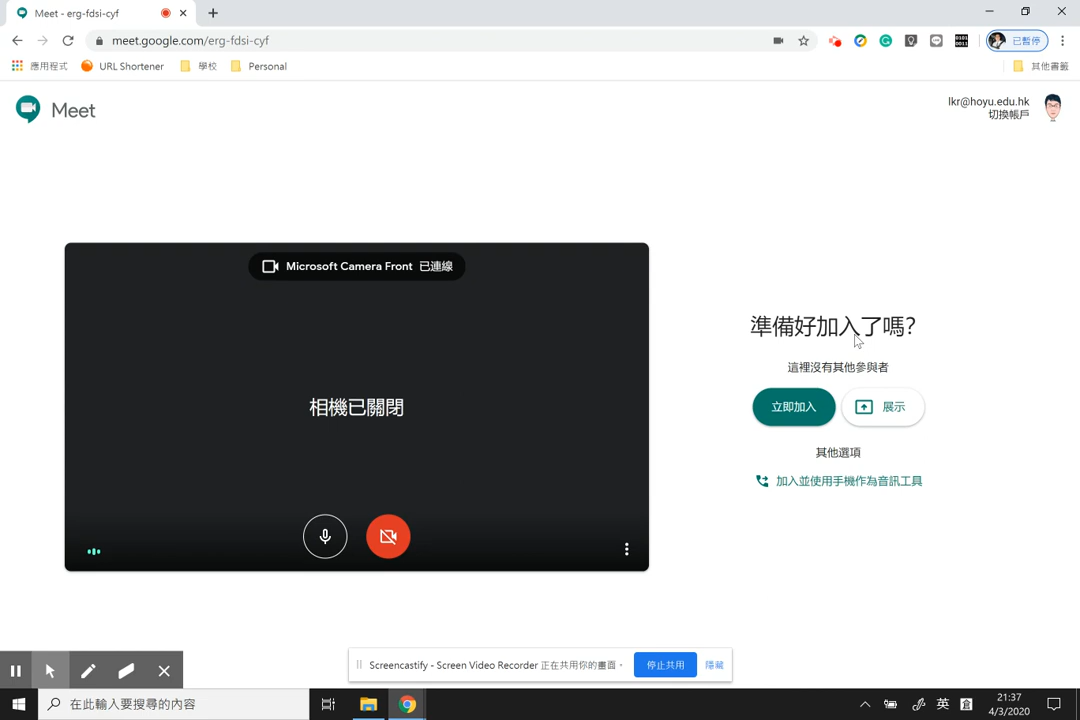 Meet - erg-fdsi-cyf
meet.google.com/erg-fdsi-cyf
已暫停
應用程式
URL Shortener
學校
Personal
其他書籤
Meet
lkr@hoyu.edu.hk
切換帳戶
Microsoft Camera Front 已連線
相機已關閉
準備好加入了嗎?
這裡沒有其他參與者
立即加入
展示
其他選項
加入並使用手機作為音訊工具
Screencastify - Screen Video Recorder 正在共用你的畫面。
停止共用
隱藏
在此輸入要搜尋的內容
英
倉
21:37
4/3/2020